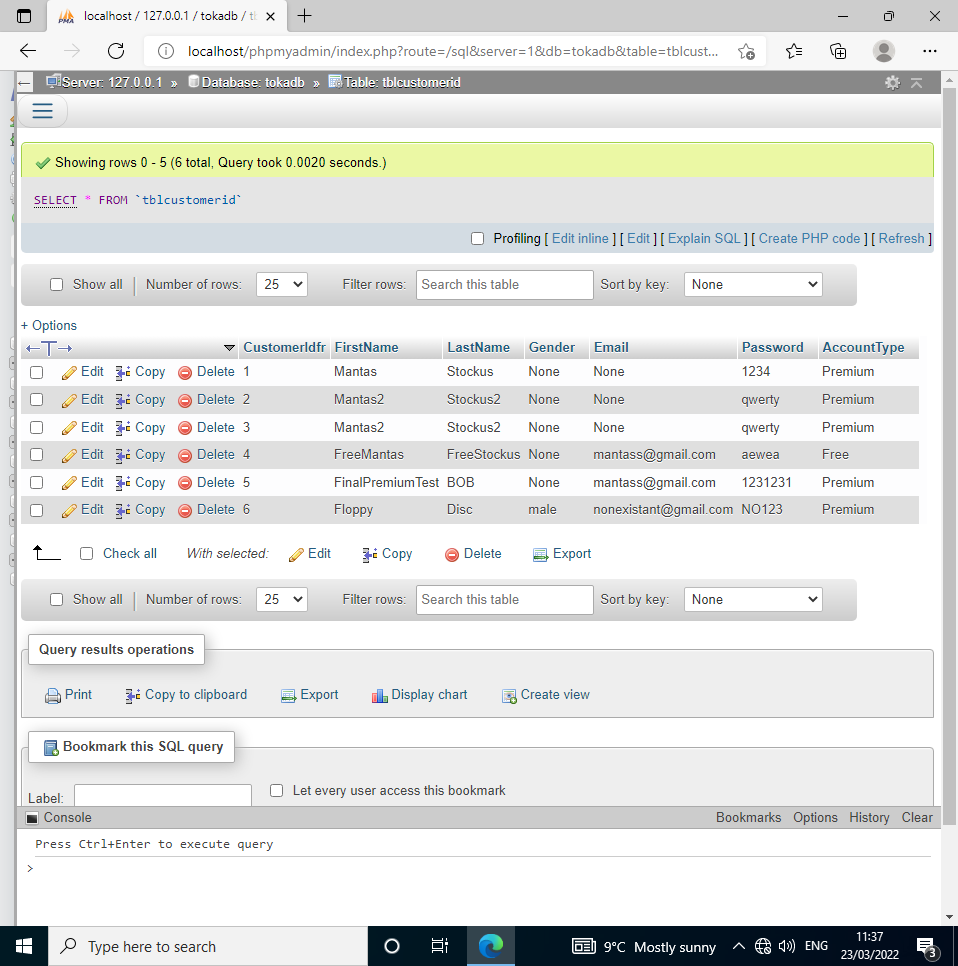 localhost / 127.0.0.1 / tokadb / t
localhost/phpmyadmin/index.php?route=/sql&server=1&db=tokadb&table=tblcust...
Server: 127.0.0.1 » Database: tokadb » Table: tblcustomerid
Showing rows 0 - 5 (6 total, Query took 0.0020 seconds.)
SELECT * FROM `tblcustomerid`
Profiling [ Edit inline ] [ Edit ] [ Explain SQL ] [ Create PHP code ] [ Refresh ]
Show all | Number of rows: 25 Filter rows: Search this table Sort by key: None
+ Options
←T→ CustomerIdfr FirstName LastName Gender Email Password AccountType
Edit Copy Delete 1 Mantas Stockus None None 1234 Premium
Edit Copy Delete 2 Mantas2 Stockus2 None None qwerty Premium
Edit Copy Delete 3 Mantas2 Stockus2 None None qwerty Premium
Edit Copy Delete 4 FreeMantas FreeStockus None mantass@gmail.com aewea Free
Edit Copy Delete 5 FinalPremiumTest BOB None mantass@gmail.com 1231231 Premium
Edit Copy Delete 6 Floppy Disc male nonexistant@gmail.com NO123 Premium
Check all With selected: Edit Copy Delete Export
Show all | Number of rows: 25 Filter rows: Search this table Sort by key: None
Query results operations
Print Copy to clipboard Export Display chart Create view
Bookmark this SQL query
Label: Let every user access this bookmark
Console Bookmarks Options History Clear
Press Ctrl+Enter to execute query
>
Type here to search 9°C Mostly sunny ENG 11:37
23/03/2022 3